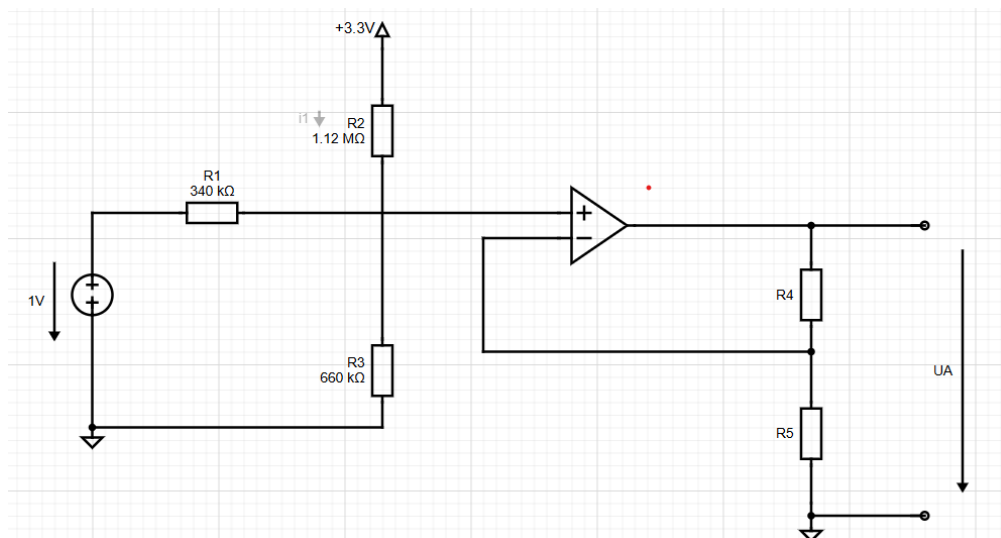 +3.3V
i1
R2
1.12 MΩ
R1
340 kΩ
1V
R3
660 kΩ
R4
UA
R5